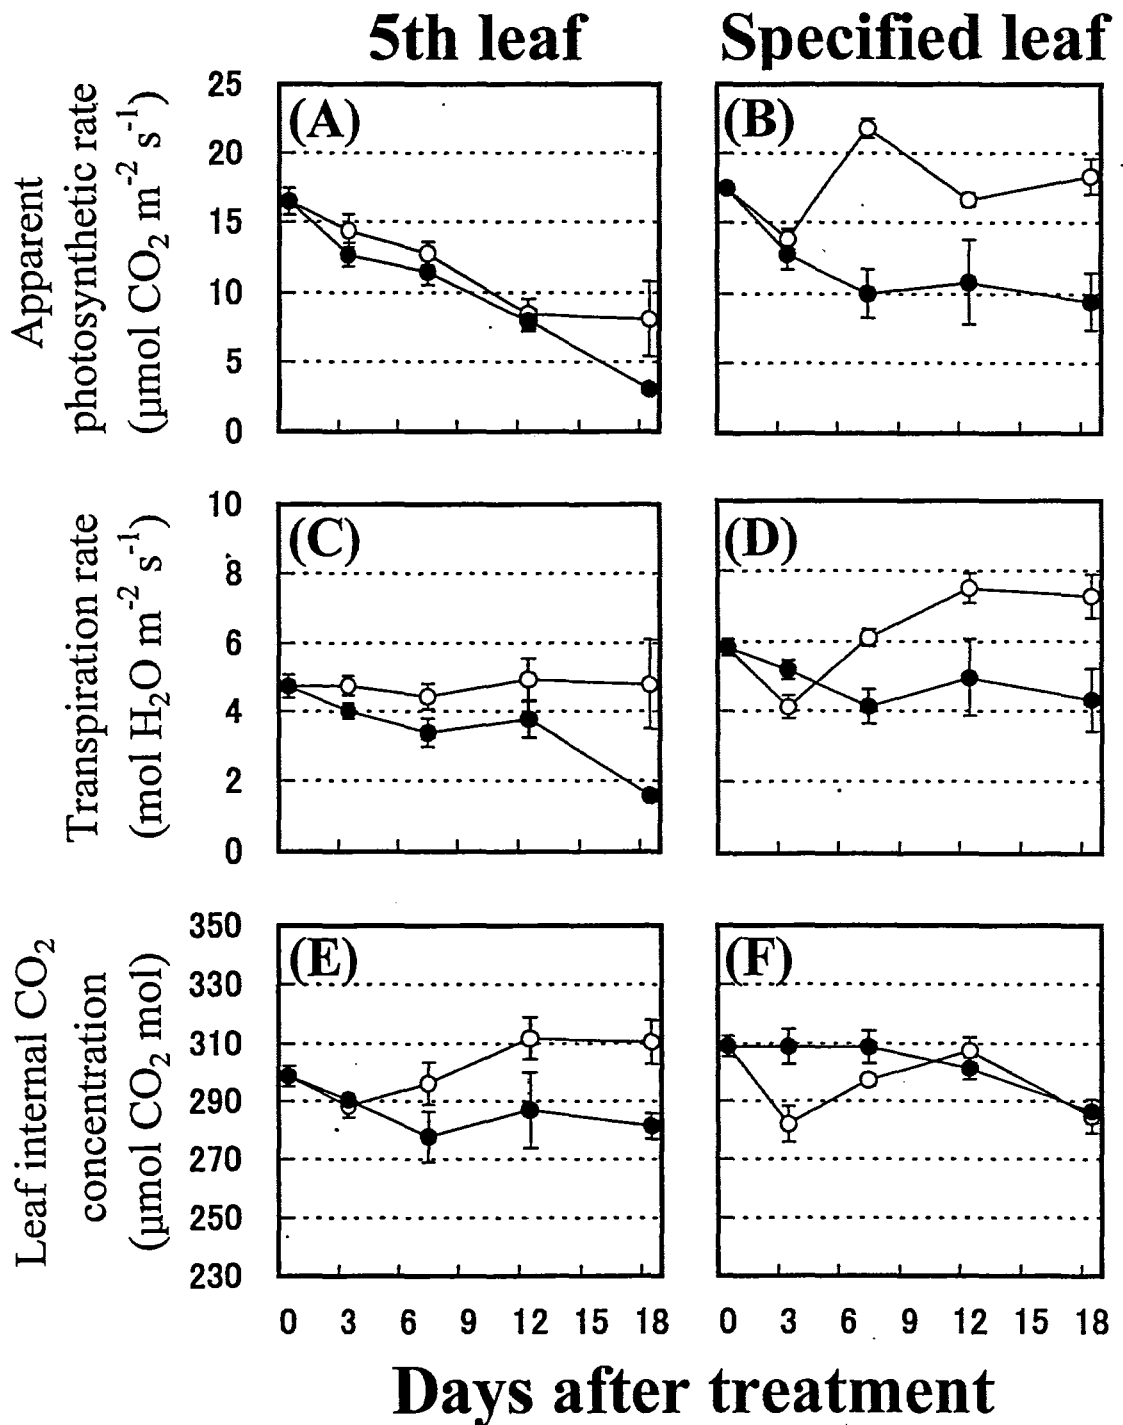 5th leaf
Specified leaf
Apparent
photosynthetic rate
(µmol CO₂ m⁻² s⁻¹)
25
20
15
10
5
0
(A)
(B)
Transpiration rate
(mol H₂O m⁻² s⁻¹)
10
8
6
4
2
0
(C)
(D)
Leaf internal CO₂
concentration
(µmol CO₂ mol)
350
330
310
290
270
250
230
(E)
(F)
0 3 6 9 12 15 18
0 3 6 9 12 15 18
Days after treatment